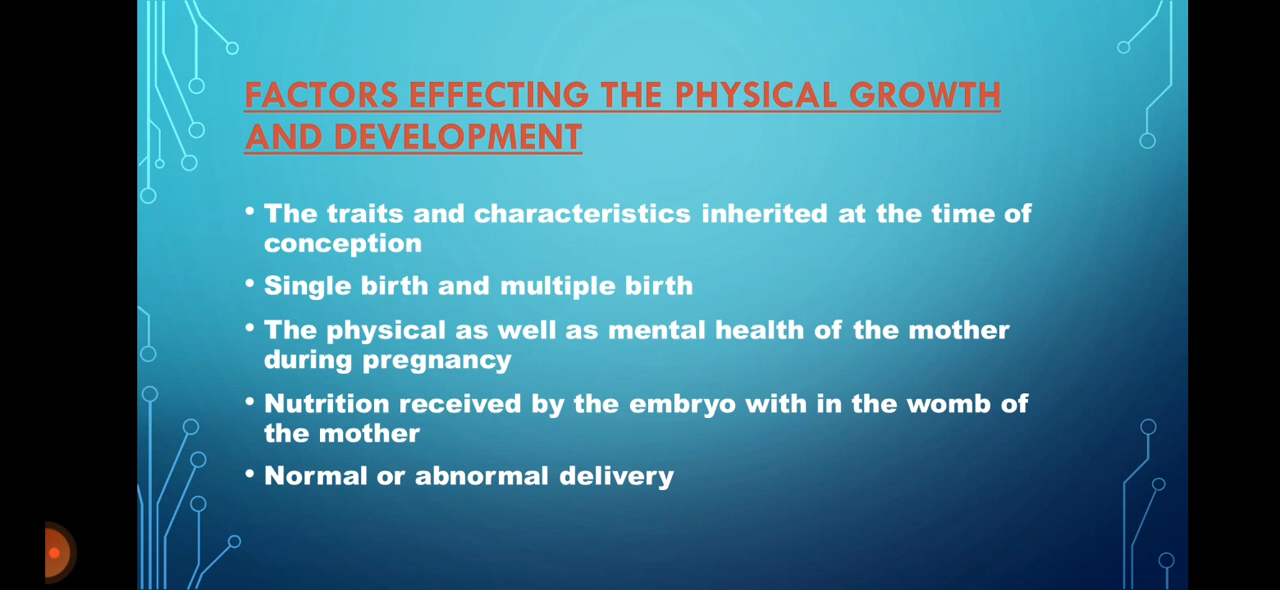 FACTORS EFFECTING THE PHYSICAL GROWTH
AND DEVELOPMENT
• The traits and characteristics inherited at the time of
conception
• Single birth and multiple birth
• The physical as well as mental health of the mother
during pregnancy
• Nutrition received by the embryo with in the womb of
the mother
• Normal or abnormal delivery